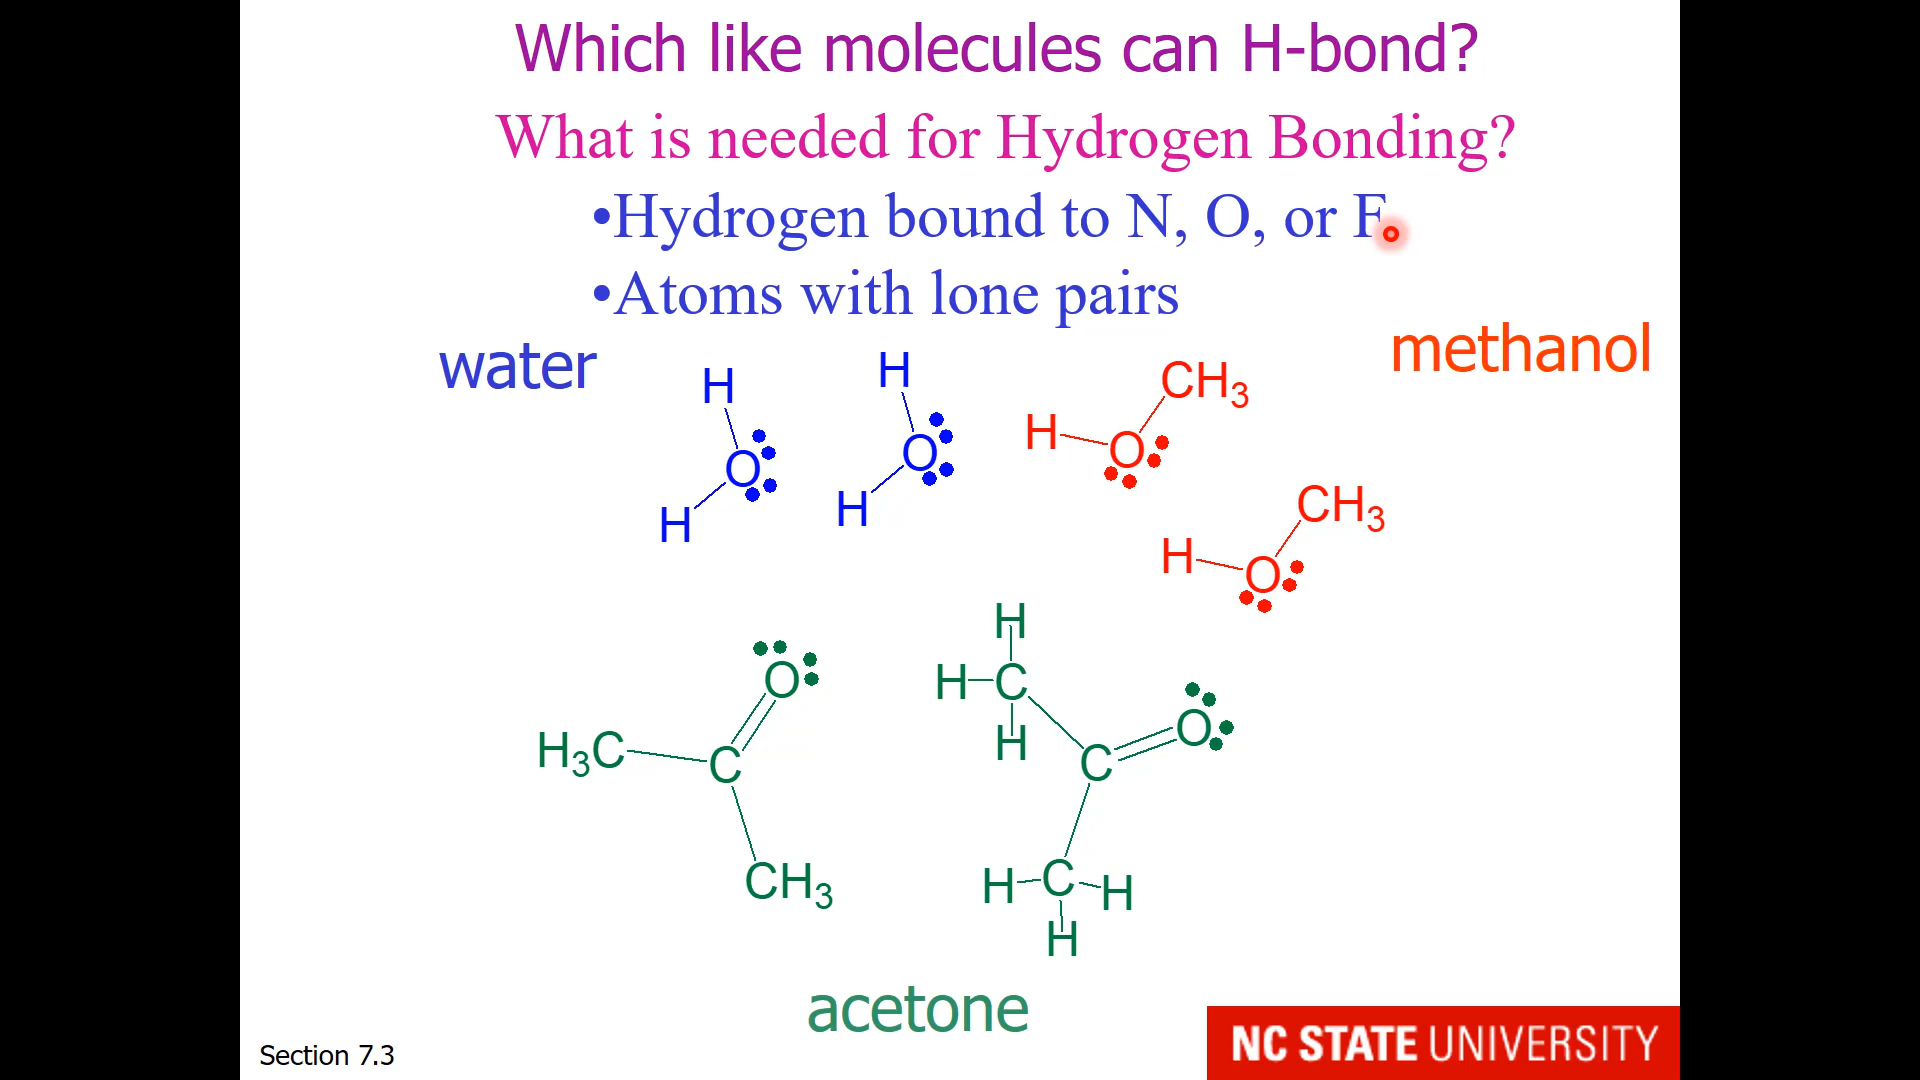 Which like molecules can H-bond?
What is needed for Hydrogen Bonding?
•Hydrogen bound to N, O, or F
•Atoms with lone pairs
water
methanol
H
H
CH₃
H
O
O
O
H
H
CH₃
H
O
H
O
H
C
O
H₃C
C
H
C
O
CH₃
H
C
H
H
acetone
Section 7.3
NC STATE UNIVERSITY